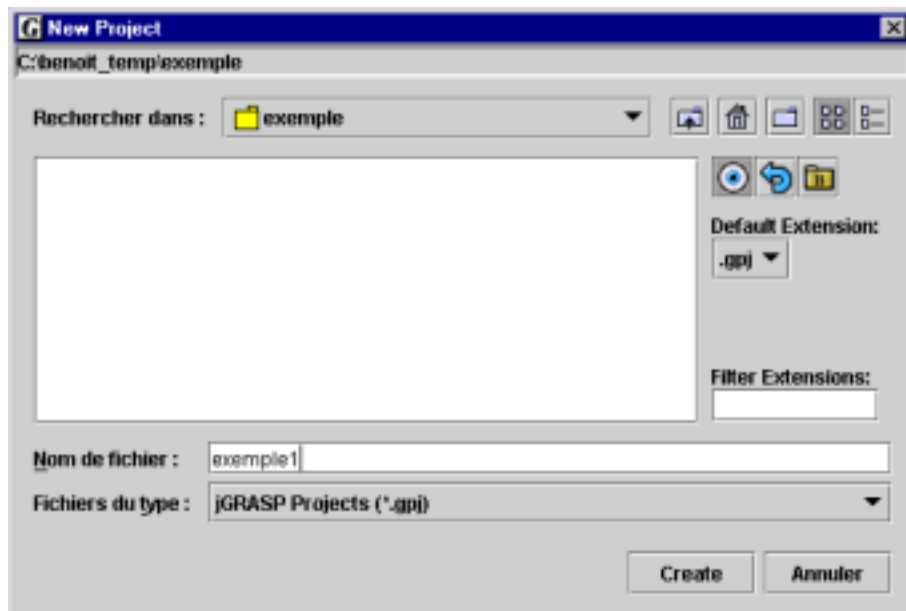 New Project
C:\benoit_temp\exemple
Rechercher dans : exemple
Default Extension:
.gpj
Filter Extensions:
Nom de fichier : exemple1
Fichiers du type : jGRASP Projects (*.gpj)
Create Annuler